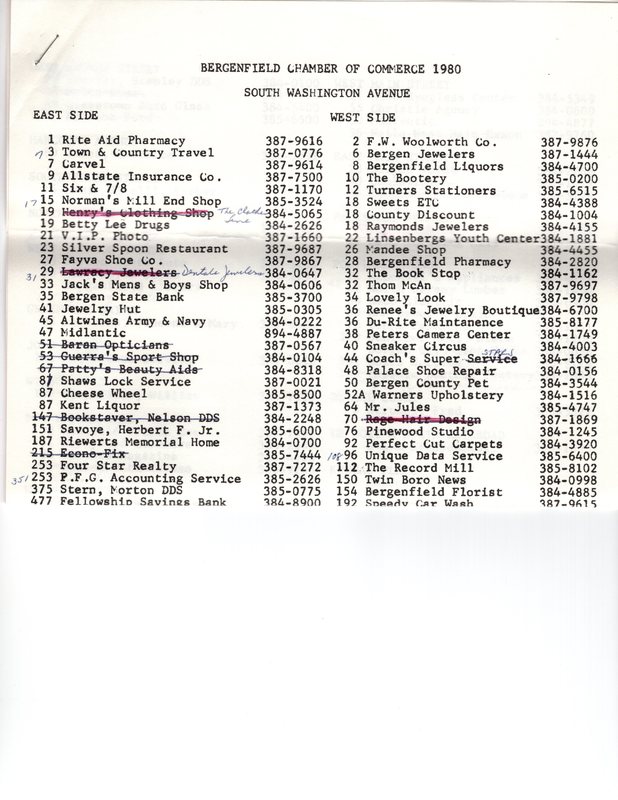 BERGENFIELD CHAMBER OF COMMERCE 1980
SOUTH WASHINGTON AVENUE
EAST SIDE
1 Rite Aid Pharmacy 387-9616
7 3 Town & Country Travel 387-0776
7 Carvel 387-9614
9 Allstate Insurance Co. 387-7500
11 Six & 7/8 387-1170
17 15 Norman's Mill End Shop 385-3524
19 Henry's Clothing Shop The Clothes Line 384-5065
19 Betty Lee Drugs 384-2626
21 V.I.P. Photo 387-1660
23 Silver Spoon Restaurant 387-9687
27 Fayva Shoe Co. 387-9867
31 29 Lawracy Jewelers Jewelers 384-0647
33 Jack's Mens & Boys Shop 384-0606
35 Bergen State Bank 385-3700
41 Jewelry Hut 385-0305
45 Altwines Army & Navy 384-0222
47 Midlantic 894-4887
51 Baran Opticians 387-0567
53 Guerra's Sport Shop 384-0104
67 Patty's Beauty Aids 384-8318
87 Shaws Lock Service 387-0021
87 Cheese Wheel 385-8500
87 Kent Liquor 387-1373
147 Bookstaver, Nelson DDS 384-2248
151 Savoye, Herbert F. Jr. 385-6000
187 Riewerts Memorial Home 384-0700
215 Econo-Fix 385-7444
253 Four Star Realty 387-7272
351 253 P.F.G. Accounting Service 385-2626
375 Stern, Morton DDS 385-0775
477 Fellowship Savings Bank 384-8900
WEST SIDE
2 F.W. Woolworth Co. 387-9876
6 Bergen Jewelers 387-1444
8 Bergenfield Liquors 384-4700
10 The Bootery 385-0200
12 Turners Stationers 385-6515
18 Sweets ETC 384-4388
18 County Discount 384-1004
18 Raymonds Jewelers 384-4155
22 Linsenbergs Youth Center 384-1881
26 Mandee Shop 384-4455
28 Bergenfield Pharmacy 384-2820
32 The Book Stop 384-1162
32 Thom McAn 387-9697
34 Lovely Look 387-9798
36 Renee's Jewelry Boutique 384-6700
36 Du-Rite Maintanence 385-8177
38 Peters Camera Center 384-1749
40 Sneaker Circus 384-4003
44 Coach's Super Service 384-1666
48 Palace Shoe Repair 384-0156
50 Bergen County Pet 384-3544
52A Warners Upholstery 384-1516
64 Mr. Jules 385-4747
70 Rage Hair Design 387-1869
76 Pinewood Studio 384-1245
92 Perfect Cut Carpets 384-3920
108 96 Unique Data Service 385-6400
112 The Record Mill 385-8102
150 Twin Boro News 384-0998
154 Bergenfield Florist 384-4885
192 Speedy Car Wash 387-9615